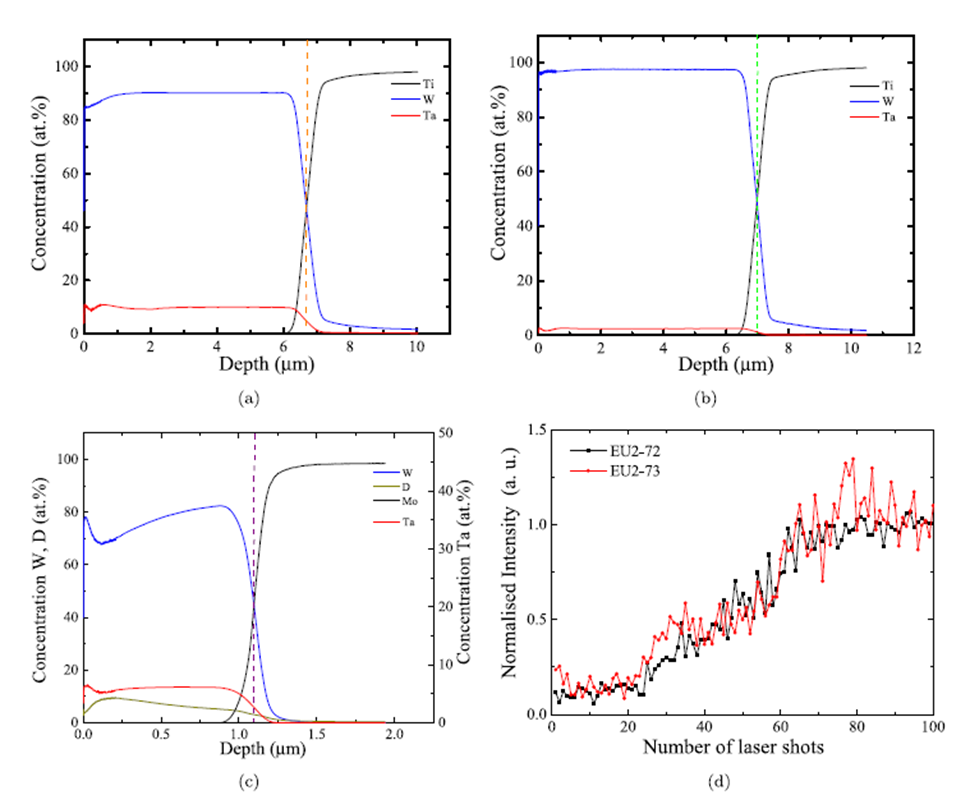 100
80
60
40
20
0
Concentration (at.%)
Ti
W
Ta
0 2 4 6 8 10
Depth (µm)
(a)
100
80
60
40
20
0
Concentration (at.%)
Ti
W
Ta
0 2 4 6 8 10 12
Depth (µm)
(b)
100
80
60
40
20
0
Concentration W, D (at.%)
W
D
Mo
Ta
50
40
30
20
10
0
Concentration Ta (at.%)
0.0 0.5 1.0 1.5 2.0
Depth (µm)
(c)
1.5
1.0
0.5
0.0
Normalised Intensity (a. u.)
EU2-72
EU2-73
0 20 40 60 80 100
Number of laser shots
(d)